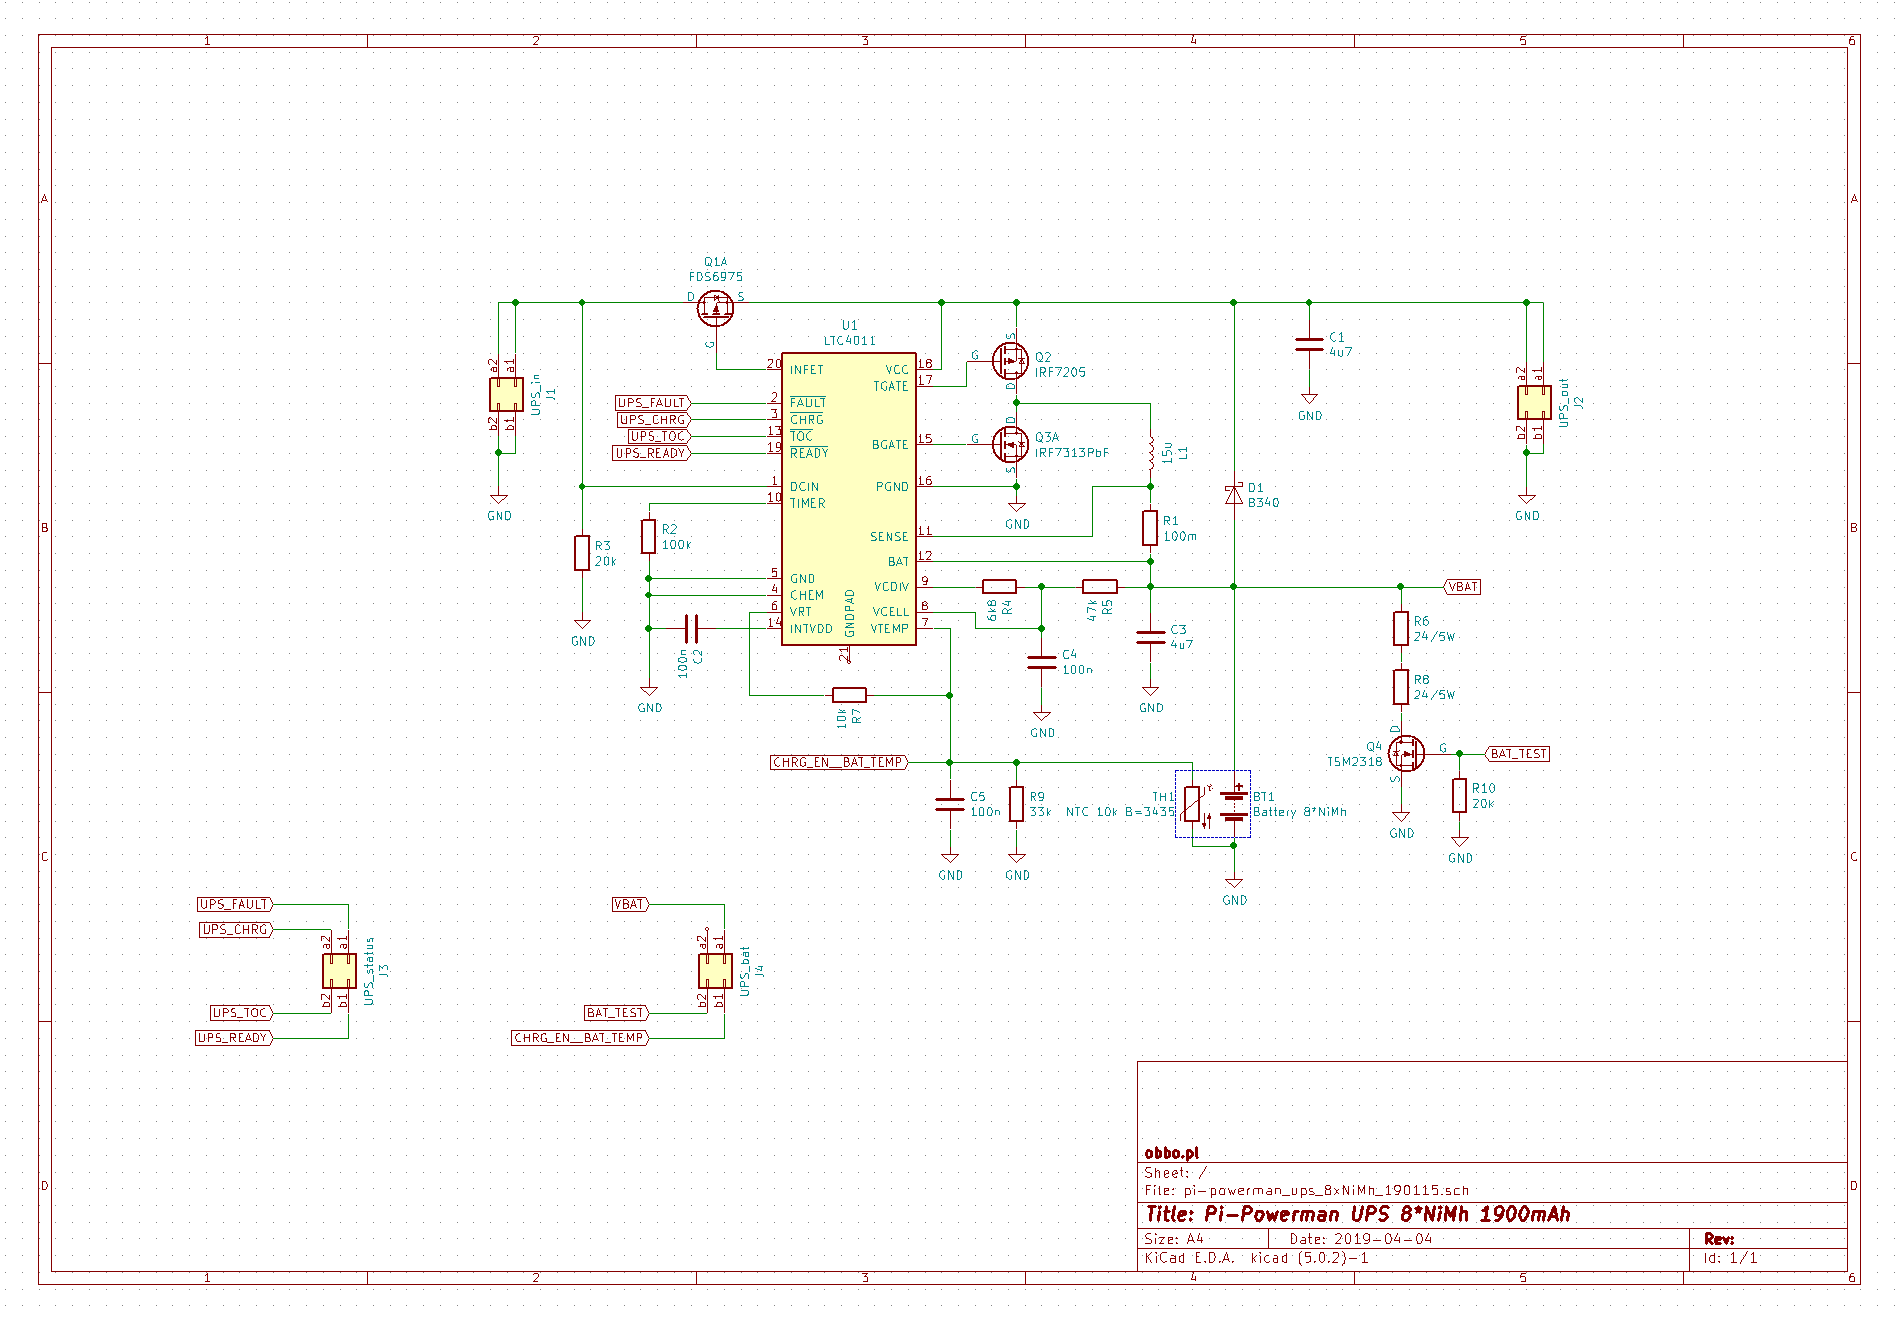 1 2 3 4 5 6
A A
B B
C C
D D
Q1A
FDS6975
D S
G
U1
LTC4011
20 INFET
2 FAULT
3 CHRG
13 TOC
19 READY
1 DCIN
10 TIMER
5 GND
4 CHEM
6 VRT
14 INTVDD
GNDPAD
21
VCC 18
TGATE 17
BGATE 15
PGND 16
SENSE 11
BAT 12
VCDIV 9
VCELL 8
VTEMP 7
UPS_FAULT
UPS_CHRG
UPS_TOC
UPS_READY
a2 a1
b2 b1
UPS_in
J1
GND
R3
20k
GND
R2
100k
100n
C2
GND
10k
R7
S
G
D
Q2
IRF7205
D
G
S
Q3A
IRF7313PbF
GND
15u
L1
R1
100m
6k8
R4
47k
R5
C4
100n
GND
C3
4u7
GND
D1
B340
C1
4u7
GND
a2 a1
b2 b1
UPS_out
J2
GND
VBAT
R6
24/5W
R8
24/5W
D
G
S
Q4
TSM2318
GND
BAT_TEST
R10
20k
GND
CHRG_EN__BAT_TEMP
C5
100n
GND
R9
33k
GND
TH1
NTC 10k B=3435
BT1
Battery 8*NiMh
GND
UPS_FAULT
UPS_CHRG
UPS_TOC
UPS_READY
a2 a1
b2 b1
UPS_status
J3
VBAT
BAT_TEST
CHRG_EN__BAT_TEMP
a2 a1
b2 b1
UPS_bat
J4
obbo.pl
Sheet: /
File: pi-powerman_ups_8xNiMh_190115.sch
Title: Pi-Powerman UPS 8*NiMh 1900mAh
Size: A4 Date: 2019-04-04 Rev:
KiCad E.D.A. kicad (5.0.2)-1 Id: 1/1
1 2 3 4 5 6